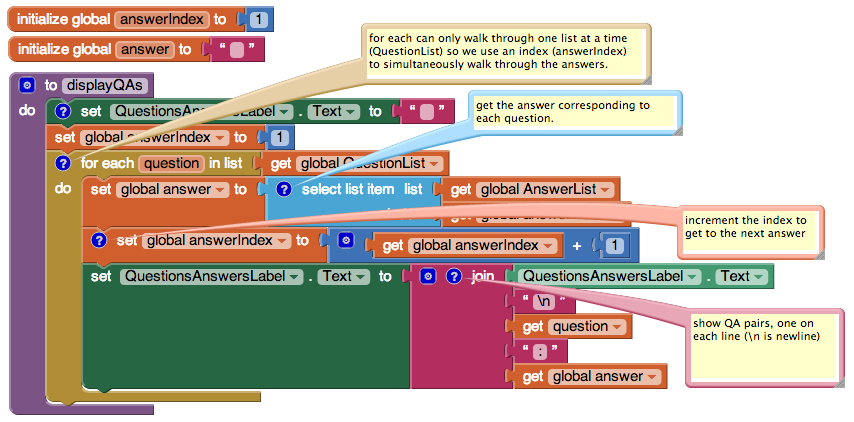 initialize global answerIndex to 1
initialize global answer to " "
for each can only walk through one list at a time
(QuestionList) so we use an index (answerIndex)
to simultaneously walk through the answers.
to displayQAs
do ? set QuestionsAnswersLabel . Text to " "
get the answer corresponding to
each question.
set global answerIndex to 1
? for each question in list get global QuestionList
do set global answer to ? select list item list get global AnswerList
get global
? set global answerIndex to get global answerIndex + 1
increment the index to
get to the next answer
set QuestionsAnswersLabel . Text to ? join QuestionsAnswersLabel . Text
" \n "
get question
" : "
get global answer
show QA pairs, one on
each line (\n is newline)